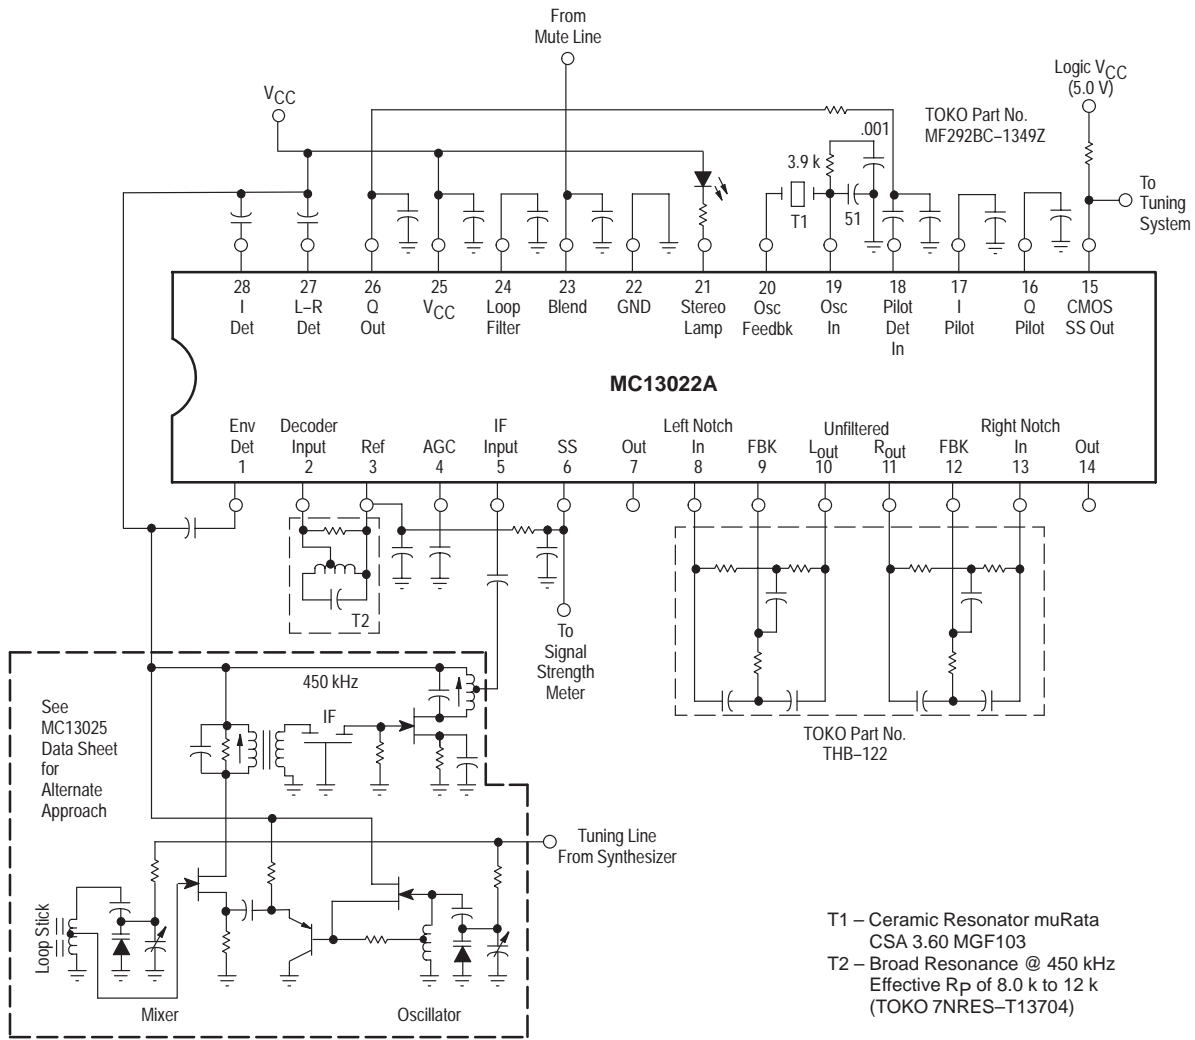 From
Mute Line
VCC
Logic VCC
(5.0 V)
TOKO Part No.
MF292BC–1349Z
.001
3.9 k
T1
51
To
Tuning
System
28
I
Det
27
L–R
Det
26
Q
Out
25
VCC
24
Loop
Filter
23
Blend
22
GND
21
Stereo
Lamp
20
Osc
Feedbk
19
Osc
In
18
Pilot
Det
In
17
I
Pilot
16
Q
Pilot
15
CMOS
SS Out
MC13022A
Env
Det
1
Decoder
Input
2
Ref
3
AGC
4
IF
Input
5
SS
6
Out
7
Left Notch
In
8
FBK
9
Unfiltered
Lout
10
Rout
11
FBK
12
Right Notch
In
13
Out
14
T2
To
Signal
Strength
Meter
TOKO Part No.
THB–122
See
MC13025
Data Sheet
for
Alternate
Approach
450 kHz
IF
Tuning Line
From Synthesizer
Loop Stick
Mixer
Oscillator
T1 – Ceramic Resonator muRata
CSA 3.60 MGF103
T2 – Broad Resonance @ 450 kHz
Effective RP of 8.0 k to 12 k
(TOKO 7NRES–T13704)